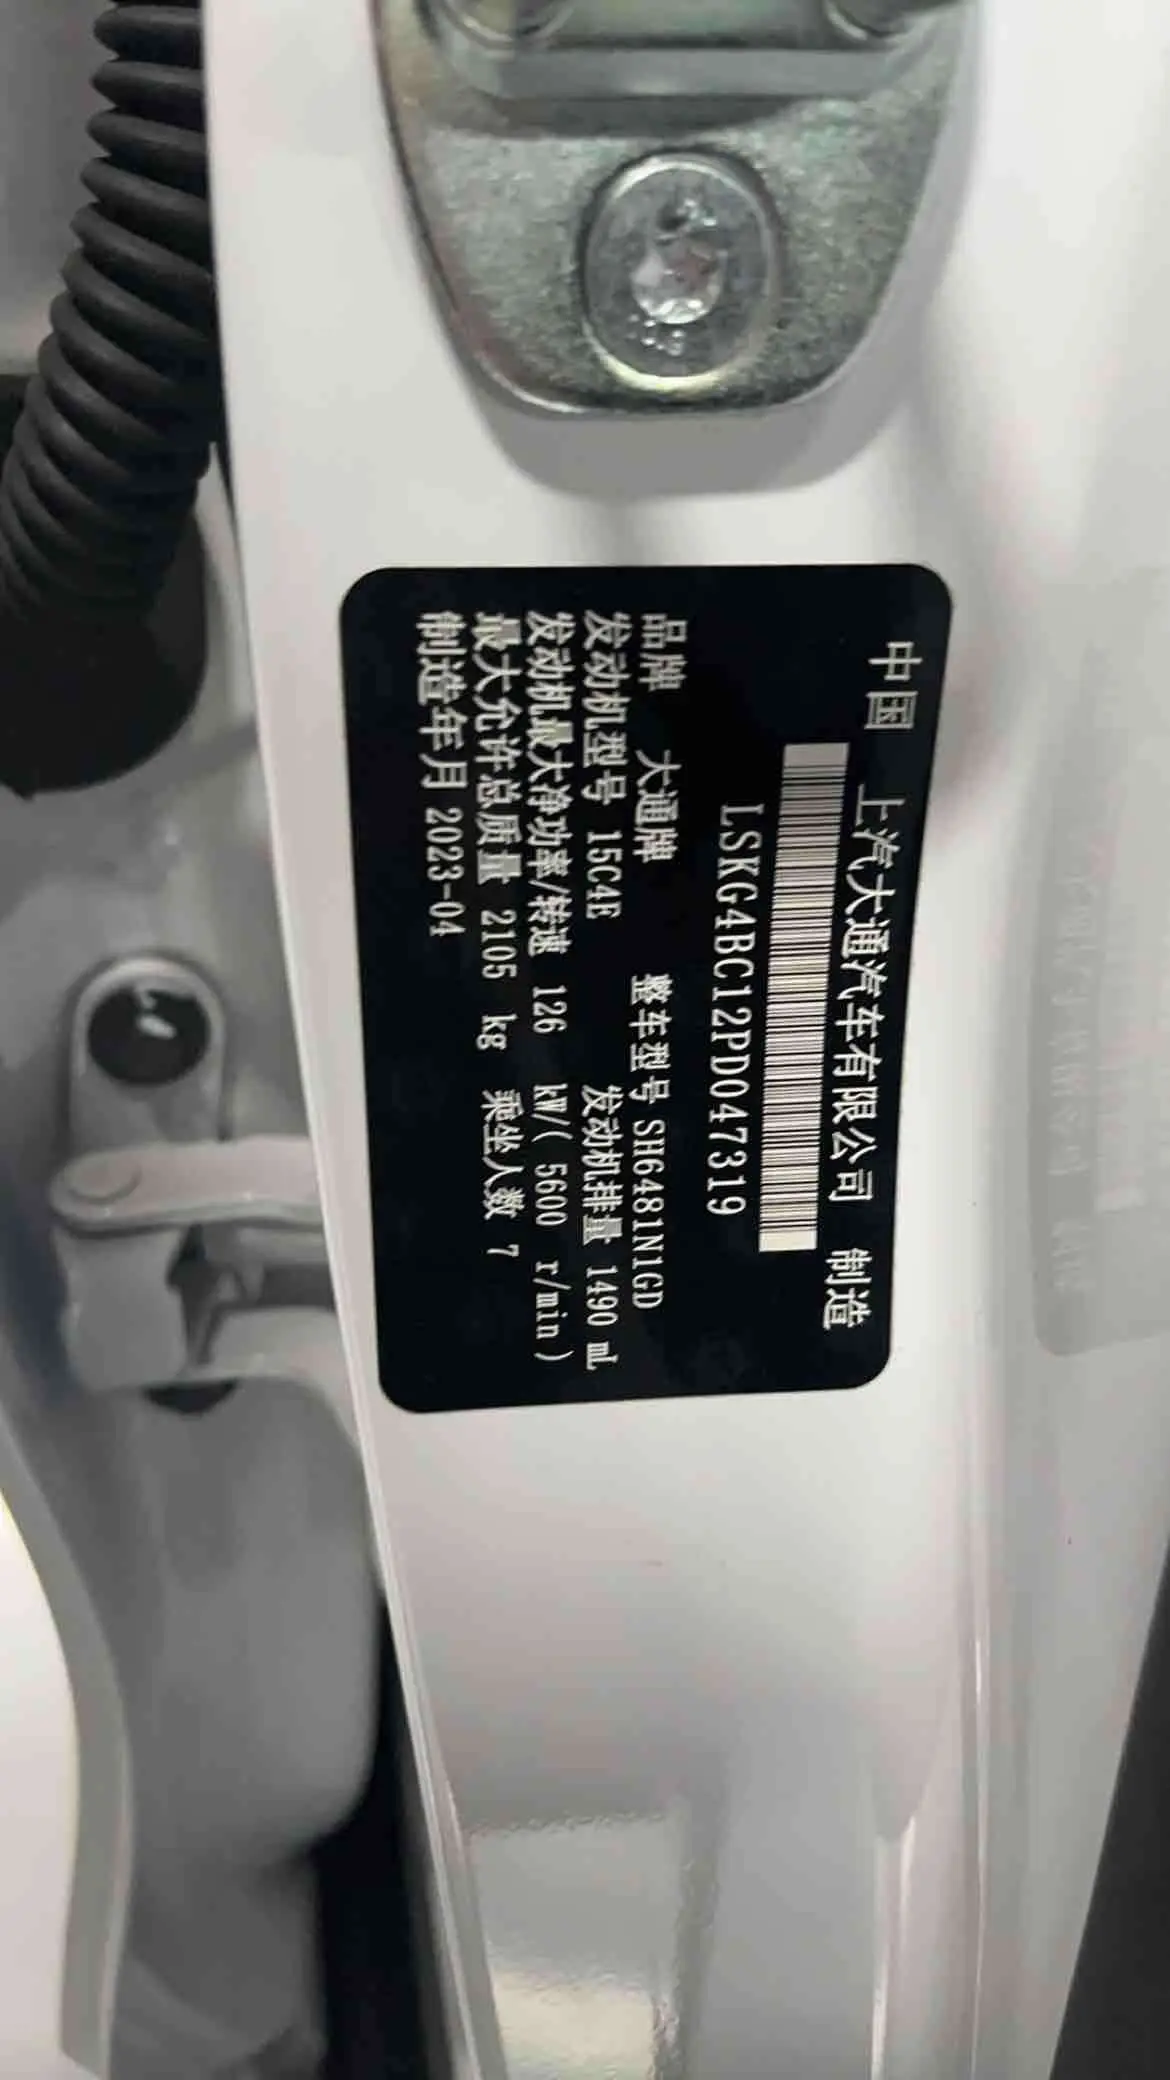 中国 上汽大通汽车有限公司 制造
LSKG4BC12PD047319
品牌 大通牌 整车型号 SH6481N1GD
发动机型号 15C4E 发动机排量 1490 mL
发动机最大净功率/转速 126 kW/( 5600 r/min)
最大允许总质量 2105 kg 乘坐人数 7
制造年月 2023-04